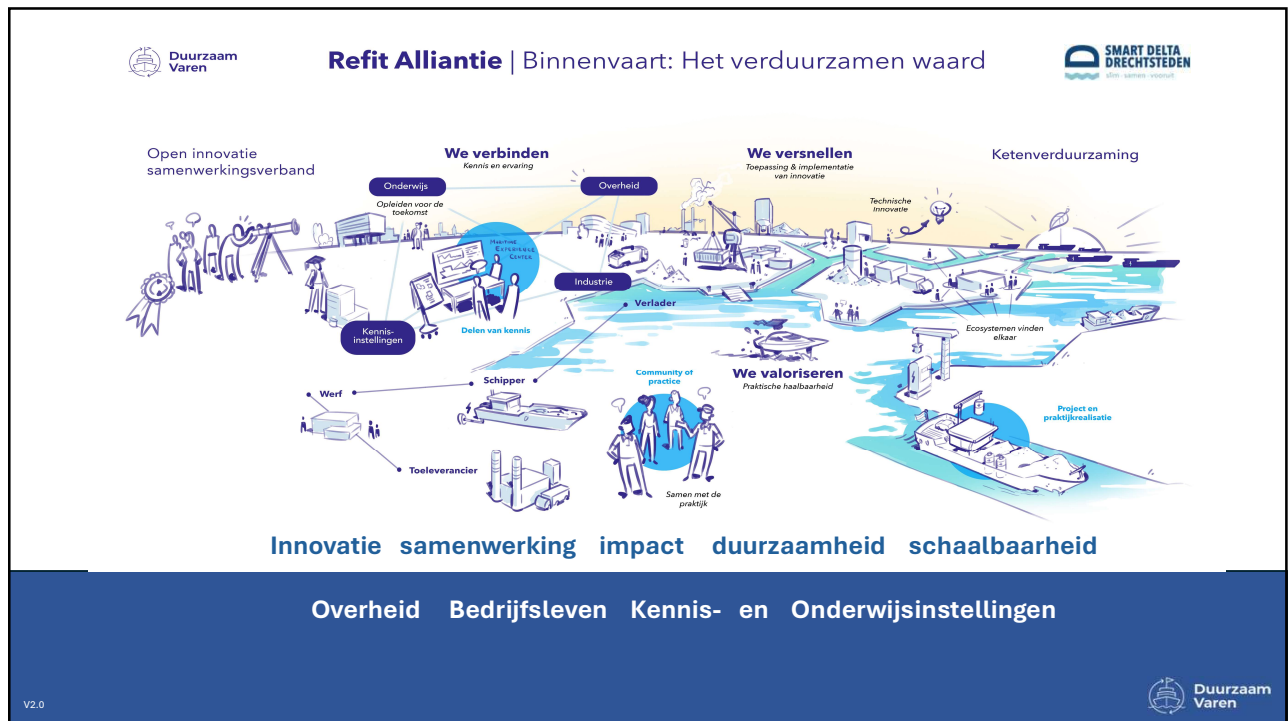 Duurzaam
Varen
Refit Alliantie | Binnenvaart: Het verduurzamen waard
SMART DELTA
DRECHTSTEDEN
slim · samen · vooruit
Open innovatie
samenwerkingsverband
We verbinden
Kennis en ervaring
We versnellen
Toepassing & implementatie
van innovatie
Ketenverduurzaming
Onderwijs
Opleiden voor de
toekomst
Overheid
Technische
Innovatie
MARITIME
EXPERIENCE
CENTER
Industrie
Verlader
Kennis-
instellingen
Delen van kennis
Ecosystemen vinden
elkaar
We valoriseren
Praktische haalbaarheid
Community of
practice
Schipper
Werf
Project en
praktijkrealisatie
Toeleverancier
Samen met de
praktijk
Innovatie samenwerking impact duurzaamheid schaalbaarheid
Overheid Bedrijfsleven Kennis- en Onderwijsinstellingen
V2.0
Duurzaam
Varen